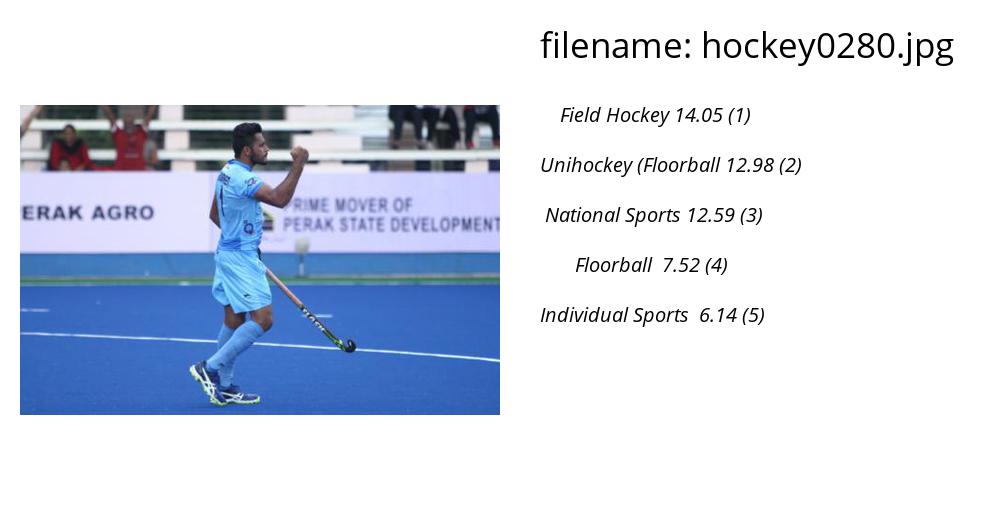 filename: hockey0280.jpg
Field Hockey 14.05 (1)
Unihockey (Floorball 12.98 (2)
National Sports 12.59 (3)
Floorball 7.52 (4)
Individual Sports 6.14 (5)
ERAK AGRO
PRIME MOVER OF
PERAK STATE DEVELOPMENT